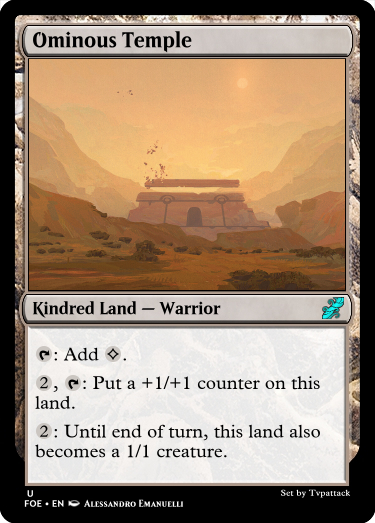 Ominous Temple
Kindred Land — Warrior
: Add .
2, : Put a +1/+1 counter on this
land.
2: Until end of turn, this land also
becomes a 1/1 creature.
U
FOE • EN Alessandro Emanuelli
Set by Tvpattack